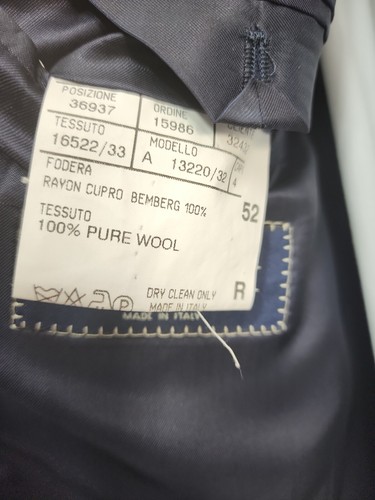 POSIZIONE
36937
ORDINE
15986
TESSUTO
16522/33
MODELLO
A 13220/32
4
FODERA
RAYON CUPRO BEMBERG 100%
52
TESSUTO
100% PURE WOOL
DRY CLEAN ONLY
R
MADE IN ITALY
MADE IN ITALY